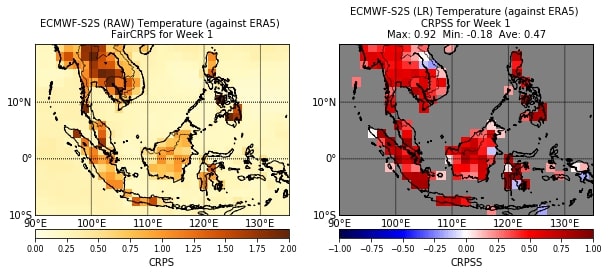 ECMWF-S2S (RAW) Temperature (against ERA5)
FairCRPS for Week 1
10°N
0°
10°S
90°E 100°E 110°E 120°E 130°E
0.00 0.25 0.50 0.75 1.00 1.25 1.50 1.75 2.00
CRPS
ECMWF-S2S (LR) Temperature (against ERA5)
CRPSS for Week 1
Max: 0.92 Min: -0.18 Ave: 0.47
10°N
0°
10°S
90°E 100°E 110°E 120°E 130°E
−1.00 −0.75 −0.50 −0.25 0.00 0.25 0.50 0.75 1.00
CRPSS